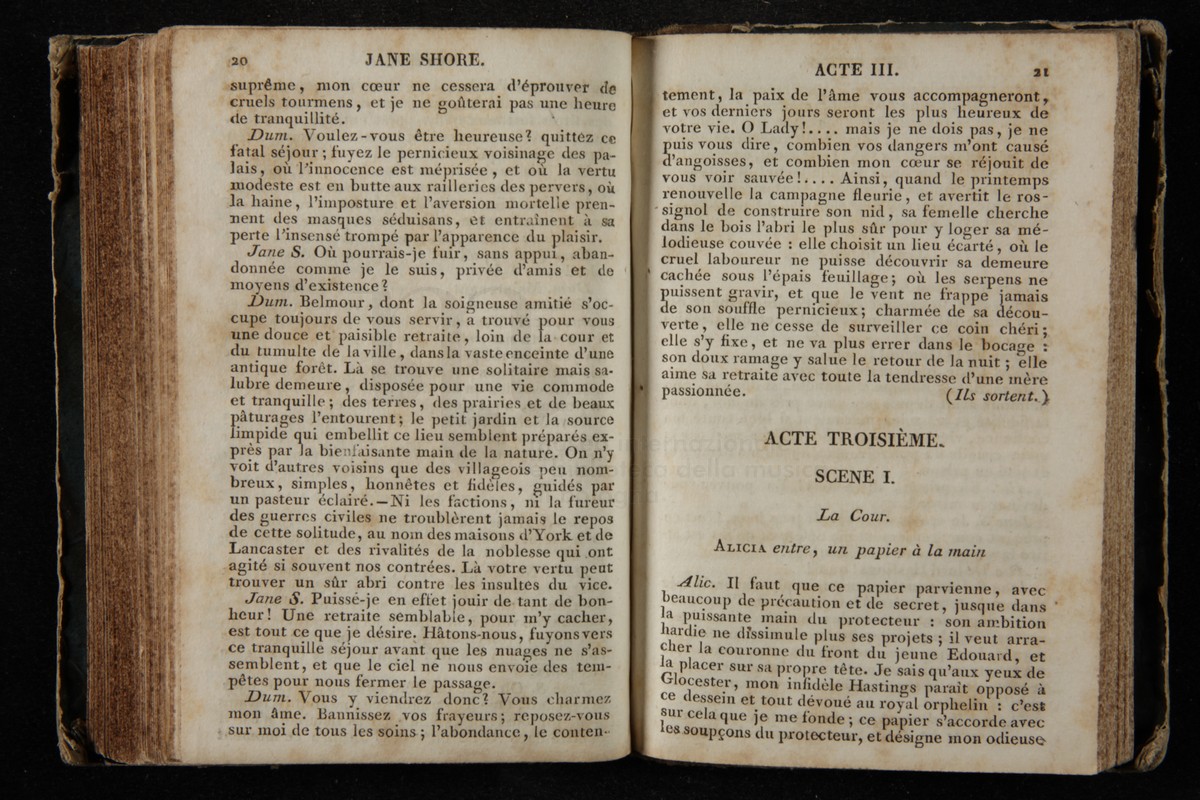 20 JANE SHORE.
suprême, mon cœur ne cessera d'éprouver de
cruels tourmens, et je ne goûterai pas une heure
de tranquillité.
Dum. Voulez-vous être heureuse? quittez ce
fatal séjour; fuyez le pernicieux voisinage des pa-
lais, où l'innocence est méprisée, et où la vertu
modeste est en butte aux railleries des pervers, où
la haine, l'imposture et l'aversion mortelle pren-
nent des masques séduisans, et entraînent à sa
perte l'insensé trompé par l'apparence du plaisir.
Jane S. Où pourrais-je fuir, sans appui, aban-
donnée comme je le suis, privée d'amis et de
moyens d'existence?
Dum. Belmour, dont la soigneuse amitié s'oc-
cupe toujours de vous servir, a trouvé pour vous
une douce et paisible retraite, loin de la cour et
du tumulte de la ville, dans la vaste enceinte d'une
antique forêt. Là se trouve une solitaire mais sa-
lubre demeure, disposée pour une vie commode
et tranquille; des terres, des prairies et de beaux
pâturages l'entourent; le petit jardin et la source
limpide qui embellit ce lieu semblent préparés ex-
près par la bienfaisante main de la nature. On n'y
voit d'autres voisins que des villageois peu nom-
breux, simples, honnêtes et fidèles, guidés par
un pasteur éclairé.—Ni les factions, ni la fureur
des guerres civiles ne troublèrent jamais le repos
de cette solitude, au nom des maisons d'York et de
Lancaster et des rivalités de la noblesse qui ont
agité si souvent nos contrées. Là votre vertu peut
trouver un sûr abri contre les insultes du vice.
Jane S. Puissé-je en effet jouir de tant de bon-
heur! Une retraite semblable, pour m'y cacher,
est tout ce que je désire. Hâtons-nous, fuyons vers
ce tranquille séjour avant que les nuages ne s'as-
semblent, et que le ciel ne nous envoie des tem-
pêtes pour nous fermer le passage.
Dum. Vous y viendrez donc? Vous charmez
mon âme. Bannissez vos frayeurs; reposez-vous
sur moi de tous les soins; l'abondance, le conten-
ACTE III. 21
tement, la paix de l'âme vous accompagneront,
et vos derniers jours seront les plus heureux de
votre vie. O Lady!.... mais je ne dois pas, je ne
puis vous dire, combien vos dangers m'ont causé
d'angoisses, et combien mon cœur se réjouit de
vous voir sauvée!.... Ainsi, quand le printemps
renouvelle la campagne fleurie, et avertit le ros-
signol de construire son nid, sa femelle cherche
dans le bois l'abri le plus sûr pour y loger sa mé-
lodieuse couvée : elle choisit un lieu écarté, où le
cruel laboureur ne puisse découvrir sa demeure
cachée sous l'épais feuillage; où les serpens ne
puissent gravir, et que le vent ne frappe jamais
de son souffle pernicieux; charmée de sa décou-
verte, elle ne cesse de surveiller ce coin chéri;
elle s'y fixe, et ne va plus errer dans le bocage :
son doux ramage y salue le retour de la nuit; elle
aime sa retraite avec toute la tendresse d'une mère
passionnée. (Ils sortent.)
ACTE TROISIÈME.
SCENE I.
La Cour.
ALICIA entre, un papier à la main
Alic. Il faut que ce papier parvienne, avec
beaucoup de précaution et de secret, jusque dans
la puissante main du protecteur : son ambition
hardie ne dissimule plus ses projets; il veut arra-
cher la couronne du front du jeune Edouard, et
la placer sur sa propre tête. Je sais qu'aux yeux de
Glocester, mon infidèle Hastings paraît opposé à
ce dessein et tout dévoué au royal orphelin : c'est
sur cela que je me fonde; ce papier s'accorde avec
les soupçons du protecteur, et désigne mon odieuse